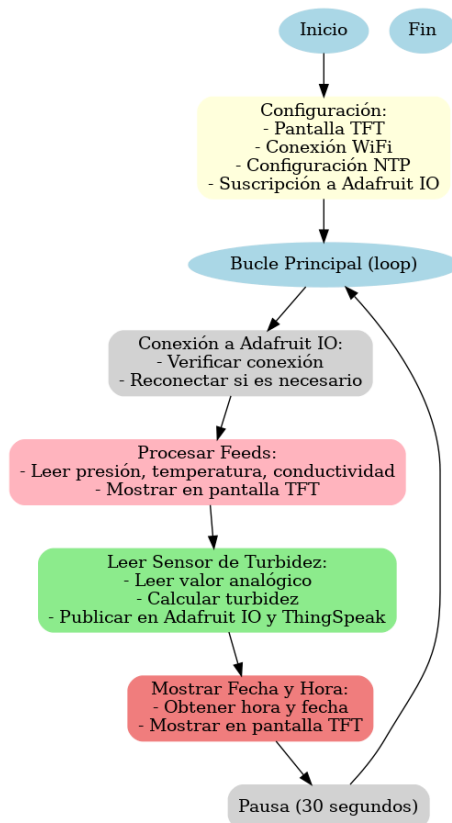 Inicio
Fin
Configuración:
- Pantalla TFT
- Conexión WiFi
- Configuración NTP
- Suscripción a Adafruit IO
Bucle Principal (loop)
Conexión a Adafruit IO:
- Verificar conexión
- Reconectar si es necesario
Procesar Feeds:
- Leer presión, temperatura, conductividad
- Mostrar en pantalla TFT
Leer Sensor de Turbidez:
- Leer valor analógico
- Calcular turbidez
- Publicar en Adafruit IO y ThingSpeak
Mostrar Fecha y Hora:
- Obtener hora y fecha
- Mostrar en pantalla TFT
Pausa (30 segundos)